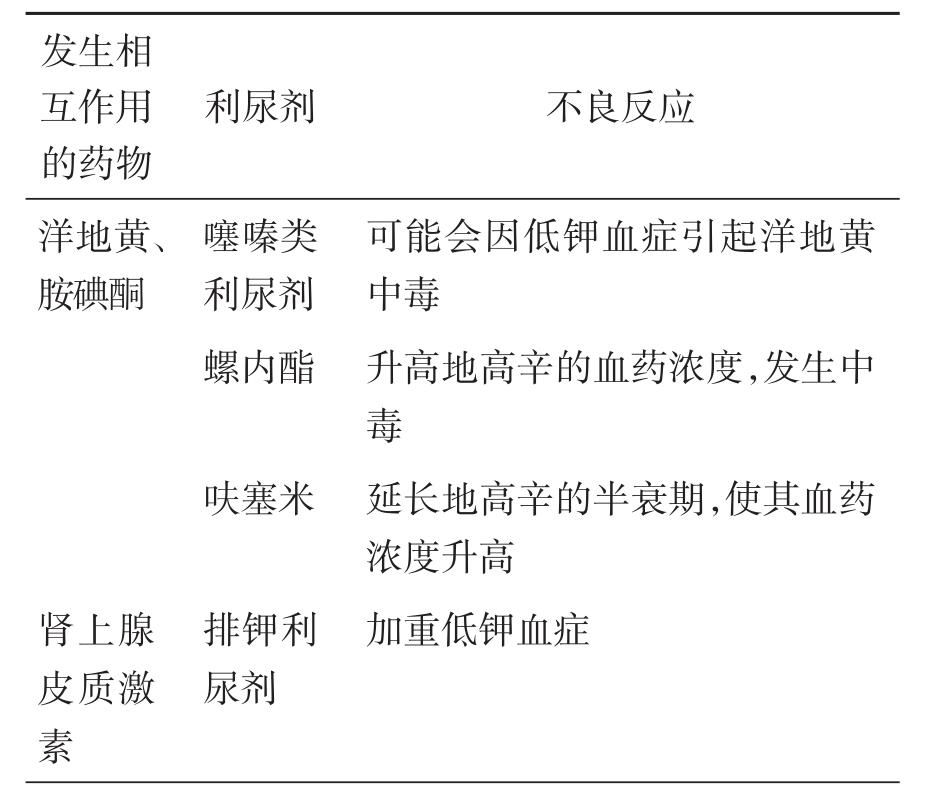 发生相
互作用
的药物
利尿剂
不良反应
洋地黄、
胺碘酮
噻嗪类
利尿剂
可能会因低钾血症引起洋地黄
中毒
螺内酯
升高地高辛的血药浓度,发生中
毒
呋塞米
延长地高辛的半衰期,使其血药
浓度升高
肾上腺
皮质激
素
排钾利
尿剂
加重低钾血症